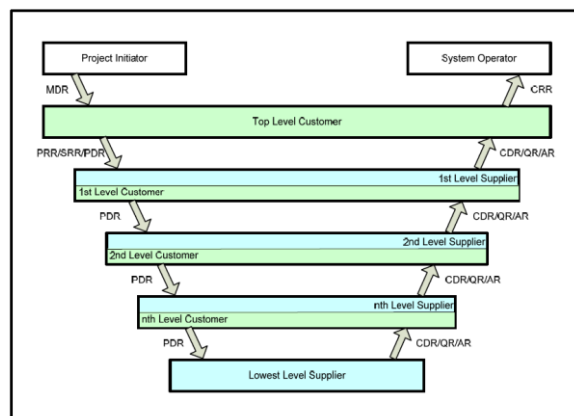 Project Initiator
System Operator
MDR
CRR
Top Level Customer
PRR/SRR/PDR
CDR/QR/AR
1st Level Supplier
1st Level Customer
PDR
CDR/QR/AR
2nd Level Supplier
2nd Level Customer
PDR
CDR/QR/AR
nth Level Supplier
nth Level Customer
PDR
CDR/QR/AR
Lowest Level Supplier